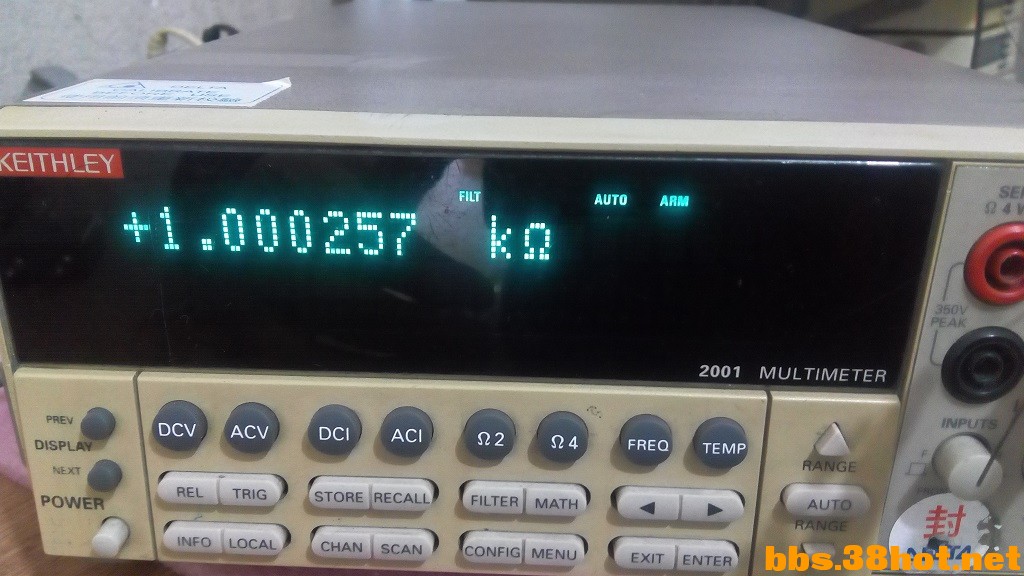 DELTA
KEITHLEY
FILT AUTO ARM
+1.000257 kΩ
2001 MULTIMETER
Ω 4 W
350V
PEAK
INPUTS
PREV
DISPLAY
NEXT
POWER
DCV ACV DCI ACI Ω2 Ω4 FREQ TEMP
REL TRIG STORE RECALL FILTER MATH ◄ ►
INFO LOCAL CHAN SCAN CONFIG MENU EXIT ENTER
RANGE
AUTO
RANGE
F
封
bbs.38hot.net